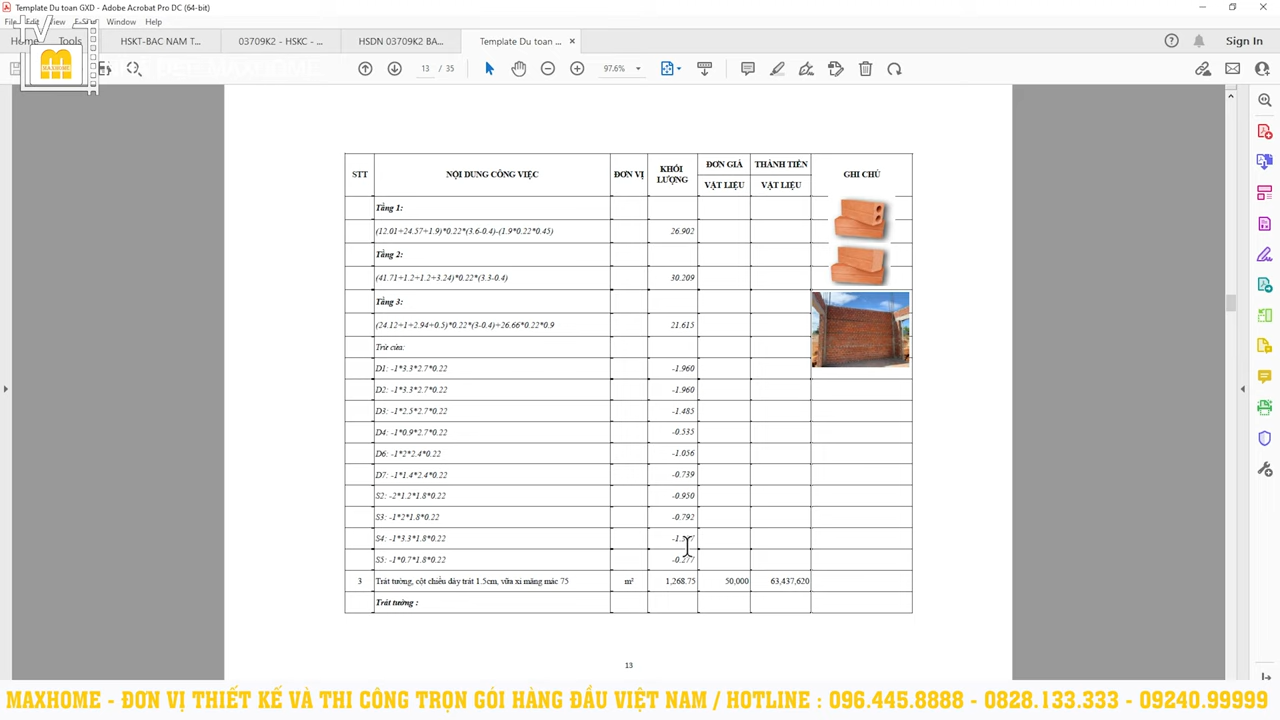 Template Du toan GXD - Adobe Acrobat Pro DC (64-bit)
Window Help
Tools HSKT-BAC NAM T... 03709K2 - HSKC - ... HSDN 03709K2 BA... Template Du toan ... × Sign In
TV
MAXHOME
13 / 35 97.6%
STT NỘI DUNG CÔNG VIỆC ĐƠN VỊ KHỐI LƯỢNG ĐƠN GIÁ THÀNH TIỀN GHI CHÚ
VẬT LIỆU VẬT LIỆU
Tầng 1:
(12.01+24.57+1.9)*0.22*(3.6-0.4)-(1.9*0.22*0.45) 26.902
Tầng 2:
(41.71+1.2+1.2+3.24)*0.22*(3.3-0.4) 30.209
Tầng 3:
(24.12+1+2.94+0.5)*0.22*(3-0.4)+26.66*0.22*0.9 21.615
Trừ cửa:
D1: -1*3.3*2.7*0.22 -1.960
D2: -1*3.3*2.7*0.22 -1.960
D3: -1*2.5*2.7*0.22 -1.485
D4: -1*0.9*2.7*0.22 -0.535
D6: -1*2*2.4*0.22 -1.056
D7: -1*1.4*2.4*0.22 -0.739
S2: -2*1.2*1.8*0.22 -0.950
S3: -1*2*1.8*0.22 -0.792
S4: -1*3.3*1.8*0.22
S5: -1*0.7*1.8*0.22 -0.277
3 Trát tường, cột chiều dày trát 1.5cm, vữa xi măng mác 75 m² 1,268.75 50,000 63,437,620
Trát tường :
13
MAXHOME - ĐƠN VỊ THIẾT KẾ VÀ THI CÔNG TRỌN GÓI HÀNG ĐẦU VIỆT NAM / HOTLINE : 096.445.8888 - 0828.133.333 - 09240.99999